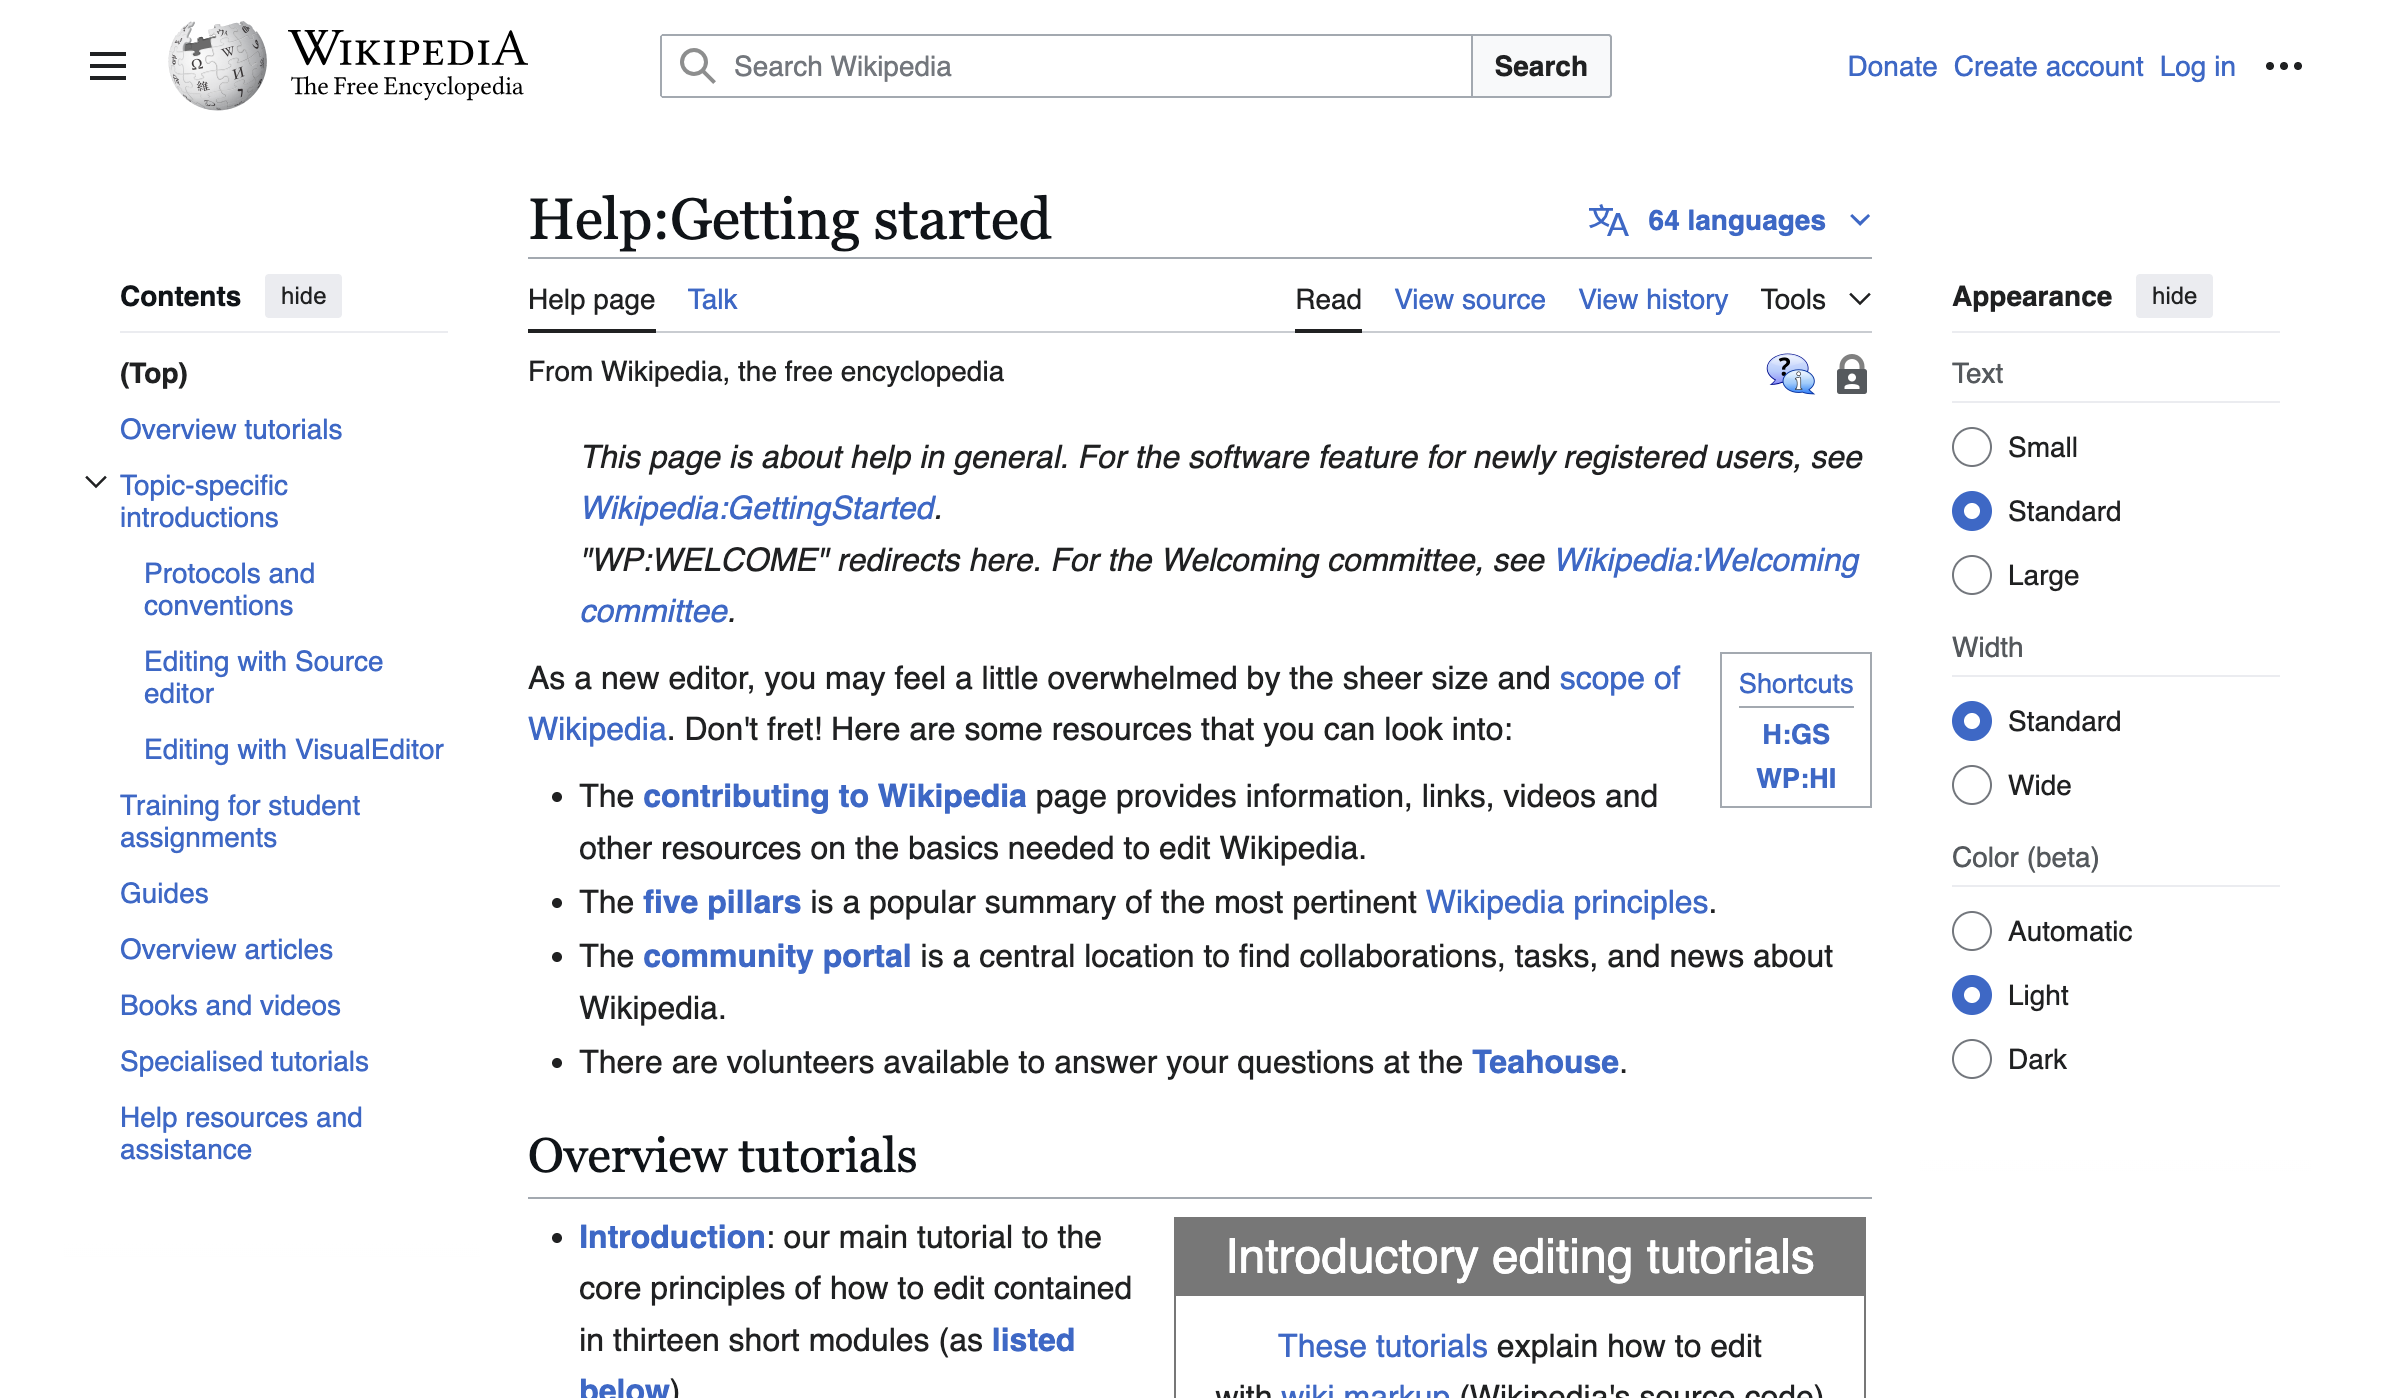 WIKIPEDIA
The Free Encyclopedia
Search Wikipedia
Search
Donate Create account Log in
Contents hide
(Top)
Overview tutorials
Topic-specific
introductions
Protocols and
conventions
Editing with Source
editor
Editing with VisualEditor
Training for student
assignments
Guides
Overview articles
Books and videos
Specialised tutorials
Help resources and
assistance
Help:Getting started
64 languages
Help page Talk
Read View source View history Tools
From Wikipedia, the free encyclopedia
This page is about help in general. For the software feature for newly registered users, see
Wikipedia:GettingStarted.
"WP:WELCOME" redirects here. For the Welcoming committee, see Wikipedia:Welcoming
committee.
As a new editor, you may feel a little overwhelmed by the sheer size and scope of
Wikipedia. Don't fret! Here are some resources that you can look into:
Shortcuts
H:GS
WP:HI
• The contributing to Wikipedia page provides information, links, videos and
other resources on the basics needed to edit Wikipedia.
• The five pillars is a popular summary of the most pertinent Wikipedia principles.
• The community portal is a central location to find collaborations, tasks, and news about
Wikipedia.
• There are volunteers available to answer your questions at the Teahouse.
Overview tutorials
• Introduction: our main tutorial to the
core principles of how to edit contained
in thirteen short modules (as listed
below)
Introductory editing tutorials
These tutorials explain how to edit
with wiki markup (Wikipedia's source code)
Appearance hide
Text
Small
Standard
Large
Width
Standard
Wide
Color (beta)
Automatic
Light
Dark